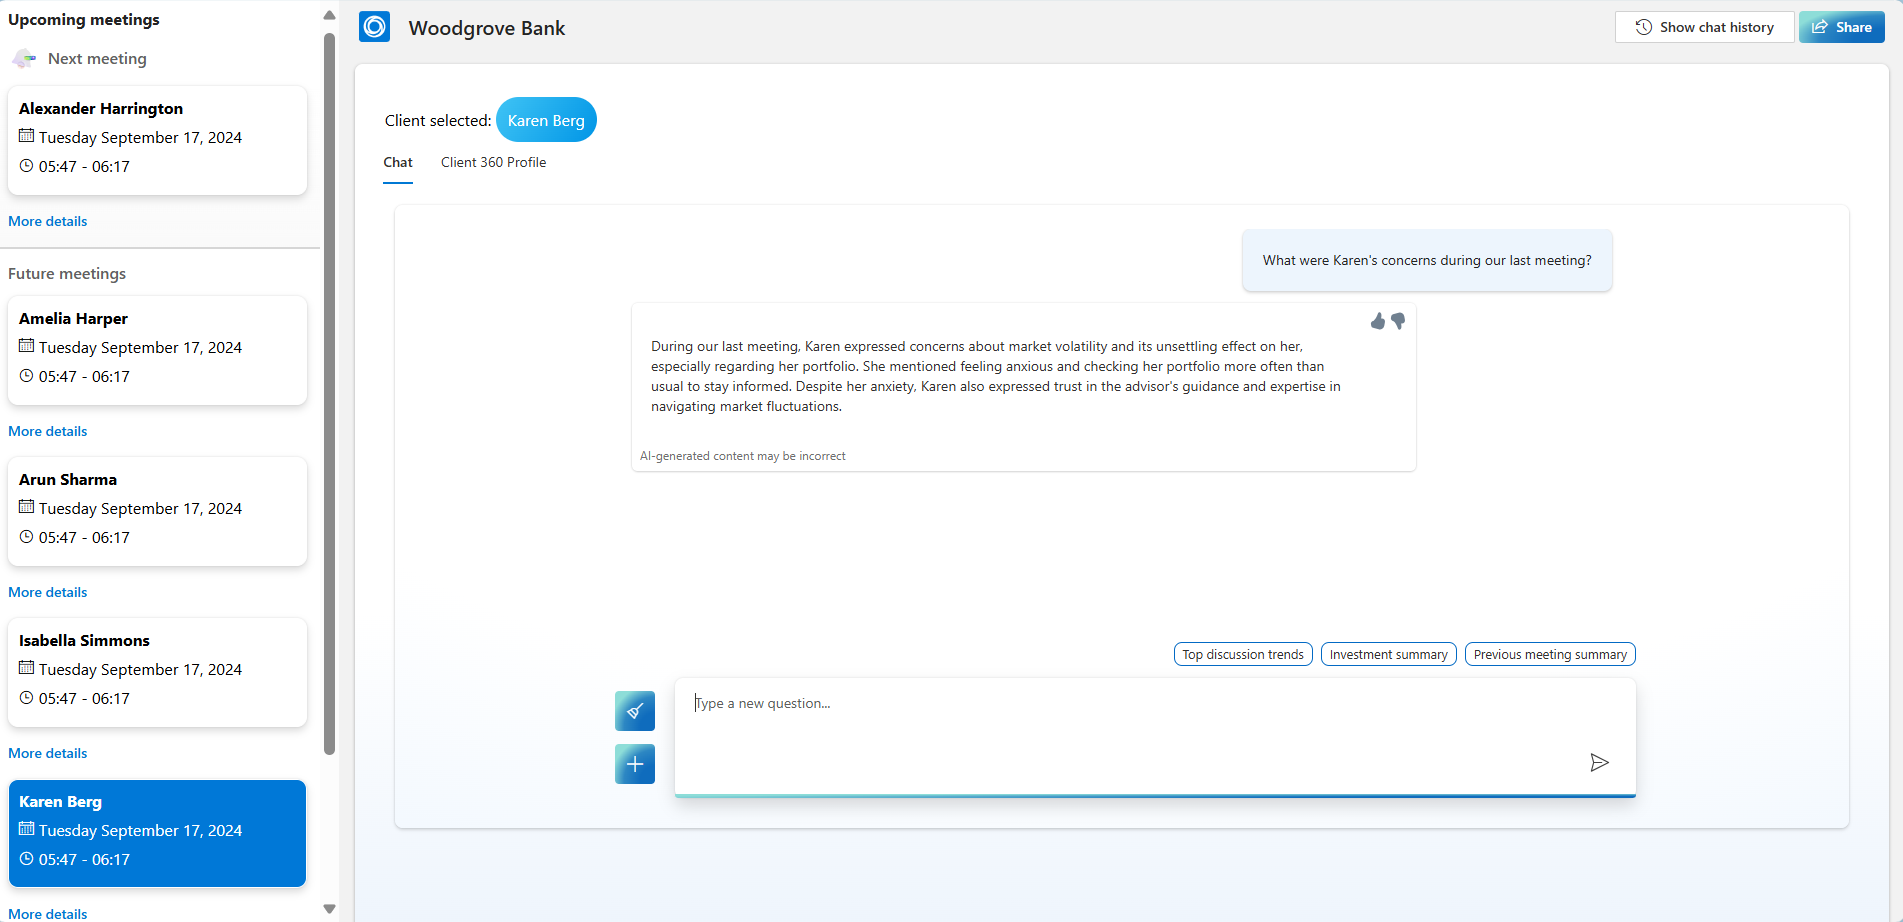 Upcoming meetings
Next meeting
Alexander Harrington
Tuesday September 17, 2024
05:47 - 06:17
More details
Future meetings
Amelia Harper
Tuesday September 17, 2024
05:47 - 06:17
More details
Arun Sharma
Tuesday September 17, 2024
05:47 - 06:17
More details
Isabella Simmons
Tuesday September 17, 2024
05:47 - 06:17
More details
Karen Berg
Tuesday September 17, 2024
05:47 - 06:17
More details
Woodgrove Bank
Show chat history
Share
Client selected: Karen Berg
Chat
Client 360 Profile
What were Karen's concerns during our last meeting?
During our last meeting, Karen expressed concerns about market volatility and its unsettling effect on her,
especially regarding her portfolio. She mentioned feeling anxious and checking her portfolio more often than
usual to stay informed. Despite her anxiety, Karen also expressed trust in the advisor's guidance and expertise in
navigating market fluctuations.
AI-generated content may be incorrect
Top discussion trends
Investment summary
Previous meeting summary
Type a new question...